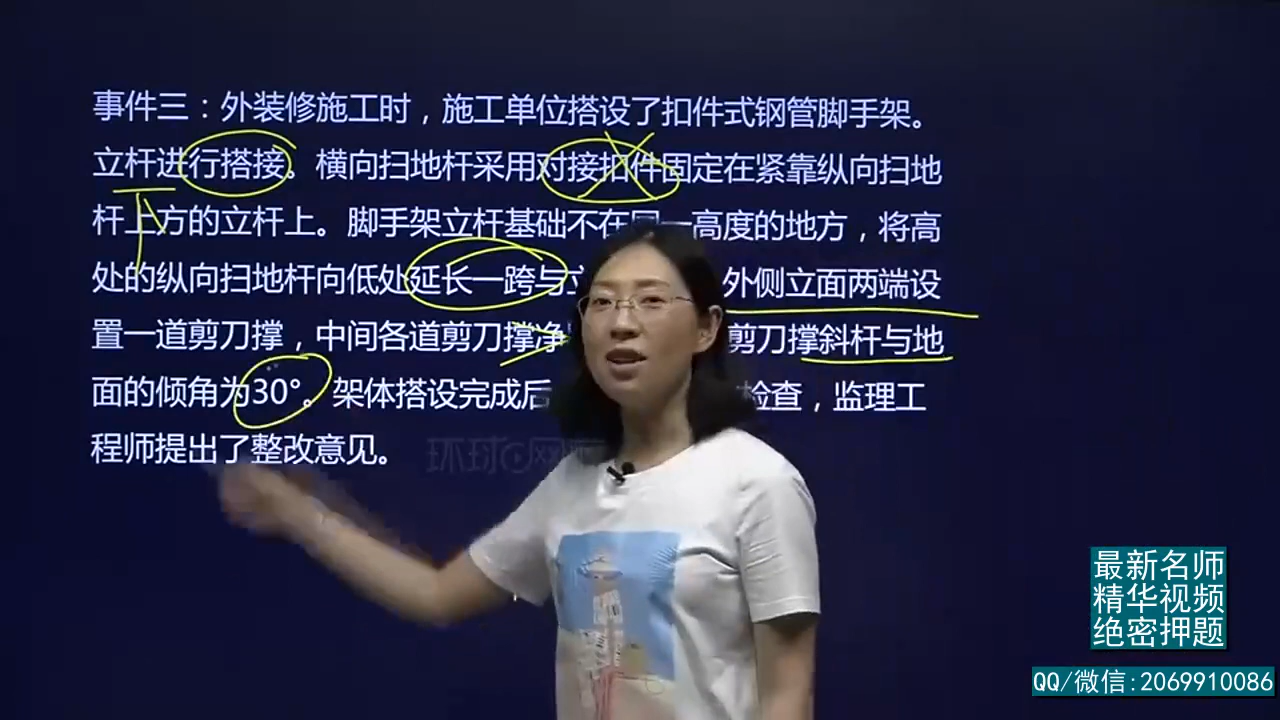 事件三：外装修施工时，施工单位搭设了扣件式钢管脚手架。
立杆进行搭接。横向扫地杆采用对接扣件固定在紧靠纵向扫地
杆上方的立杆上。脚手架立杆基础不在同一高度的地方，将高
处的纵向扫地杆向低处延长一跨与立 外侧立面两端设
置一道剪刀撑，中间各道剪刀撑净 剪刀撑斜杆与地
面的倾角为30°。架体搭设完成后 检查，监理工
程师提出了整改意见。
环球网校
最新名师
精华视频
绝密押题
QQ/微信:2069910086